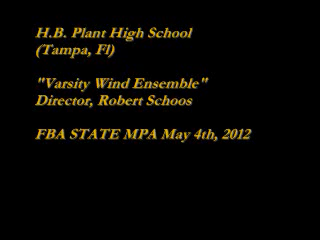 H.B. Plant High School
(Tampa, Fl)
"Varsity Wind Ensemble"
Director, Robert Schoos
FBA STATE MPA May 4th, 2012